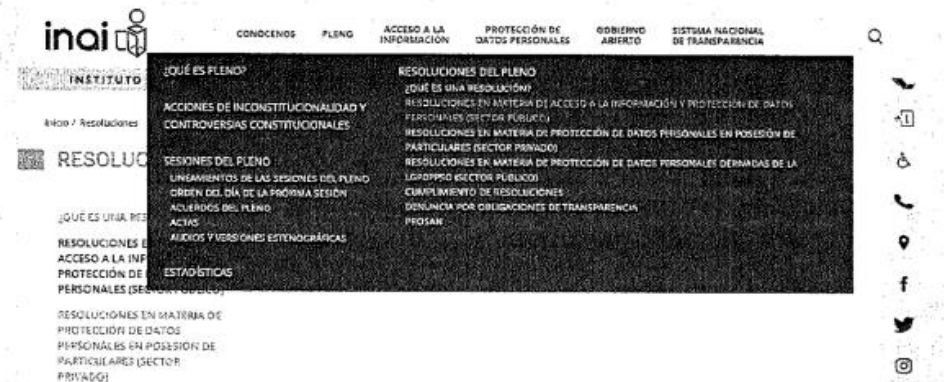 inai
CONÓCENOS
PLENO
ACCESO A LA
INFORMACIÓN
PROTECCIÓN DE
DATOS PERSONALES
GOBIERNO
ABIERTO
SISTEMA NACIONAL
DE TRANSPARENCIA
INSTITUTO
Inicio / Resoluciones
RESOLUC
¿QUÉ ES PLENO?
ACCIONES DE INCONSTITUCIONALIDAD Y
CONTROVERSIAS CONSTITUCIONALES
SESIONES DEL PLENO
LINEAMIENTOS DE LAS SESIONES DEL PLENO
ORDEN DEL DÍA DE LA PRÓXIMA SESIÓN
ACUERDOS DEL PLENO
ACTAS
AUDIOS Y VERSIONES ESTENOGRÁFICAS
ESTADÍSTICAS
RESOLUCIONES DEL PLENO
¿QUÉ ES UNA RESOLUCIÓN?
RESOLUCIONES EN MATERIA DE ACCESO A LA INFORMACIÓN Y PROTECCIÓN DE DATOS
PERSONALES (SECTOR PÚBLICO)
RESOLUCIONES EN MATERIA DE PROTECCIÓN DE DATOS PERSONALES EN POSESIÓN DE
PARTICULARES (SECTOR PRIVADO)
RESOLUCIONES EN MATERIA DE PROTECCIÓN DE DATOS PERSONALES DERIVADAS DE LA
LGPDPPSO (SECTOR PÚBLICO)
CUMPLIMIENTO DE RESOLUCIONES
DENUNCIA POR OBLIGACIONES DE TRANSPARENCIA
PROSAN
¿QUÉ ES UNA RES
RESOLUCIONES E
ACCESO A LA INF
PROTECCIÓN DE
PERSONALES (SECTOR PÚBLICO)
RESOLUCIONES EN MATERIA DE
PROTECCIÓN DE DATOS
PERSONALES EN POSESIÓN DE
PARTICULARES (SECTOR
PRIVADO)